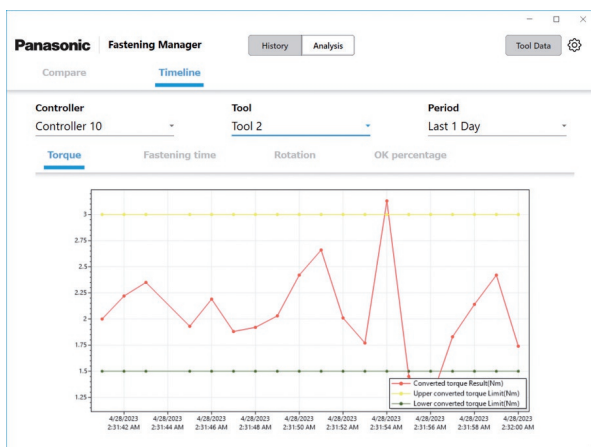 Panasonic Fastening Manager History Analysis Tool Data
Compare Timeline
Controller Tool Period
Controller 10 Tool 2 Last 1 Day
Torque Fastening time Rotation OK percentage
3
2.75
2.5
2.25
2
1.75
1.5
1.25
Converted torque Result(Nm)
Upper converted torque Limit(Nm)
Lower converted torque Limit(Nm)
4/28/2023 4/28/2023 4/28/2023 4/28/2023 4/28/2023 4/28/2023 4/28/2023 4/28/2023 4/28/2023 4/28/2023
2:31:42 AM 2:31:44 AM 2:31:46 AM 2:31:48 AM 2:31:50 AM 2:31:52 AM 2:31:54 AM 2:31:56 AM 2:31:58 AM 2:32:00 AM